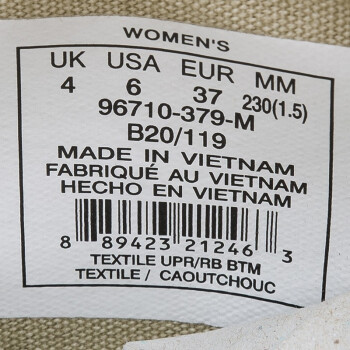 WOMEN'S
UK USA EUR MM
4 6 37 230(1.5)
96710-379-M
B20/119
MADE IN VIETNAM
FABRIQUÉ AU VIETNAM
HECHO EN VIETNAM
8 89423 21246 3
TEXTILE UPR/RB BTM
TEXTILE / CAOUTCHOUC